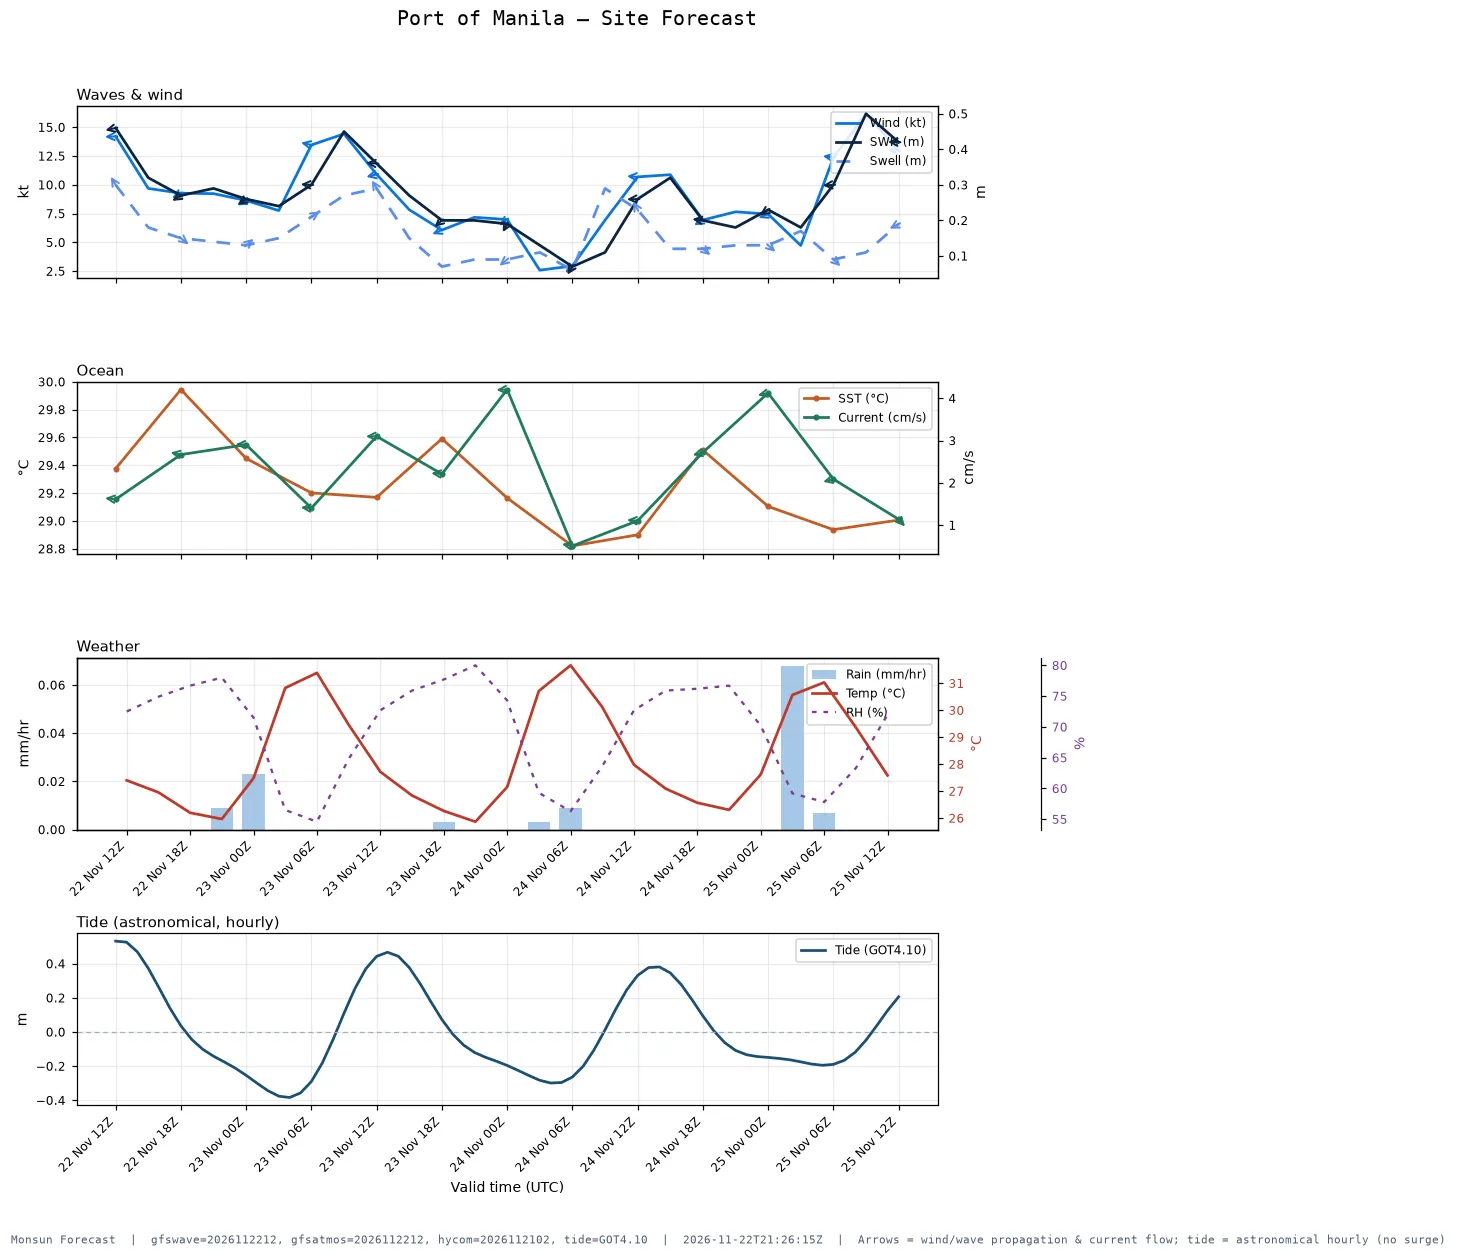 Port of Manila — Site Forecast
Waves & wind
15.0
12.5
10.0
7.5
5.0
2.5
kt
0.5
0.4
0.3
0.2
0.1
m
Wind (kt)
SWH (m)
Swell (m)
Ocean
30.0
29.8
29.6
29.4
29.2
29.0
28.8
°C
4
3
2
1
cm/s
SST (°C)
Current (cm/s)
Weather
0.06
0.04
0.02
0.00
mm/hr
31
30
29
28
27
26
°C
80
75
70
65
60
55
%
Rain (mm/hr)
Temp (°C)
RH (%)
22 Nov 12Z
22 Nov 18Z
23 Nov 00Z
23 Nov 06Z
23 Nov 12Z
23 Nov 18Z
24 Nov 00Z
24 Nov 06Z
24 Nov 12Z
24 Nov 18Z
25 Nov 00Z
25 Nov 06Z
25 Nov 12Z
Tide (astronomical, hourly)
0.4
0.2
0.0
−0.2
−0.4
m
Tide (GOT4.10)
22 Nov 12Z
22 Nov 18Z
23 Nov 00Z
23 Nov 06Z
23 Nov 12Z
23 Nov 18Z
24 Nov 00Z
24 Nov 06Z
24 Nov 12Z
24 Nov 18Z
25 Nov 00Z
25 Nov 06Z
25 Nov 12Z
Valid time (UTC)
Monsun Forecast | gfswave=2026112212, gfsatmos=2026112212, hycom=2026112102, tide=GOT4.10 | 2026-11-22T21:26:15Z | Arrows = wind/wave propagation & current flow; tide = astronomical hourly (no surge)